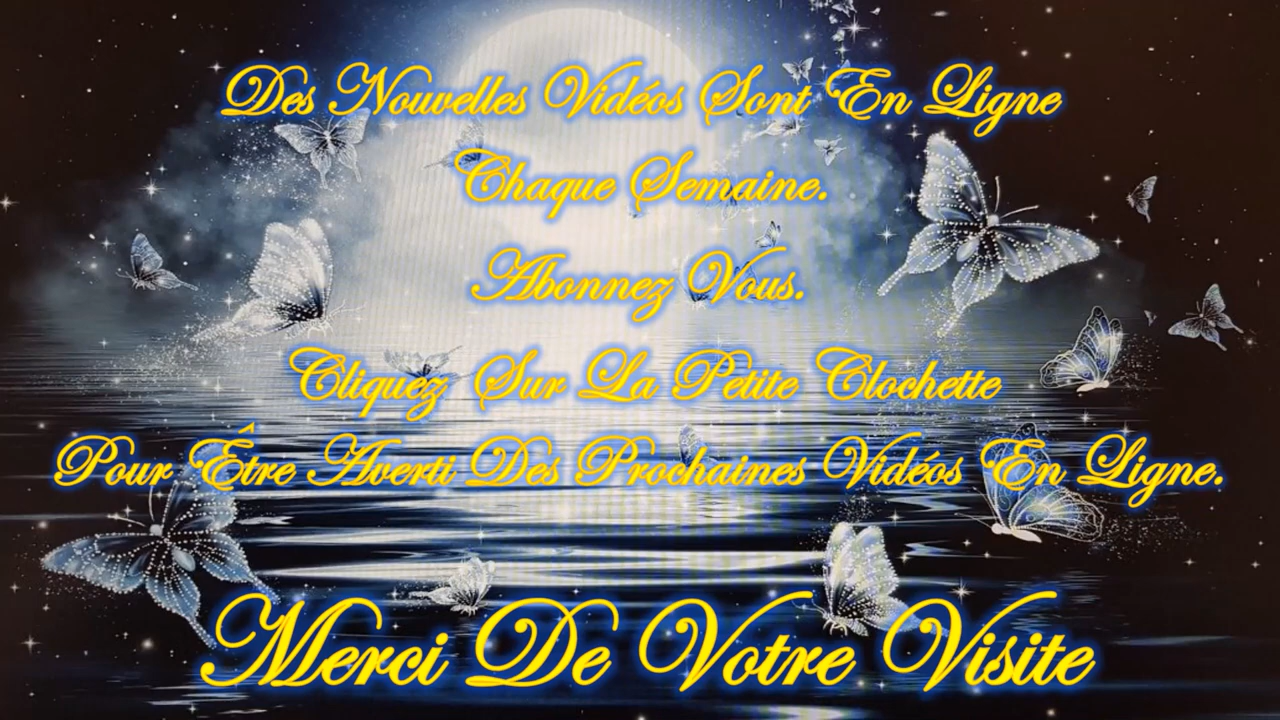 Des Nouvelles Vidéos Sont En Ligne
Chaque Semaine.
Abonnez Vous.
Cliquez Sur La Petite Clochette
Pour Être Averti Des Prochaines Vidéos En Ligne.
Merci De Votre Visite